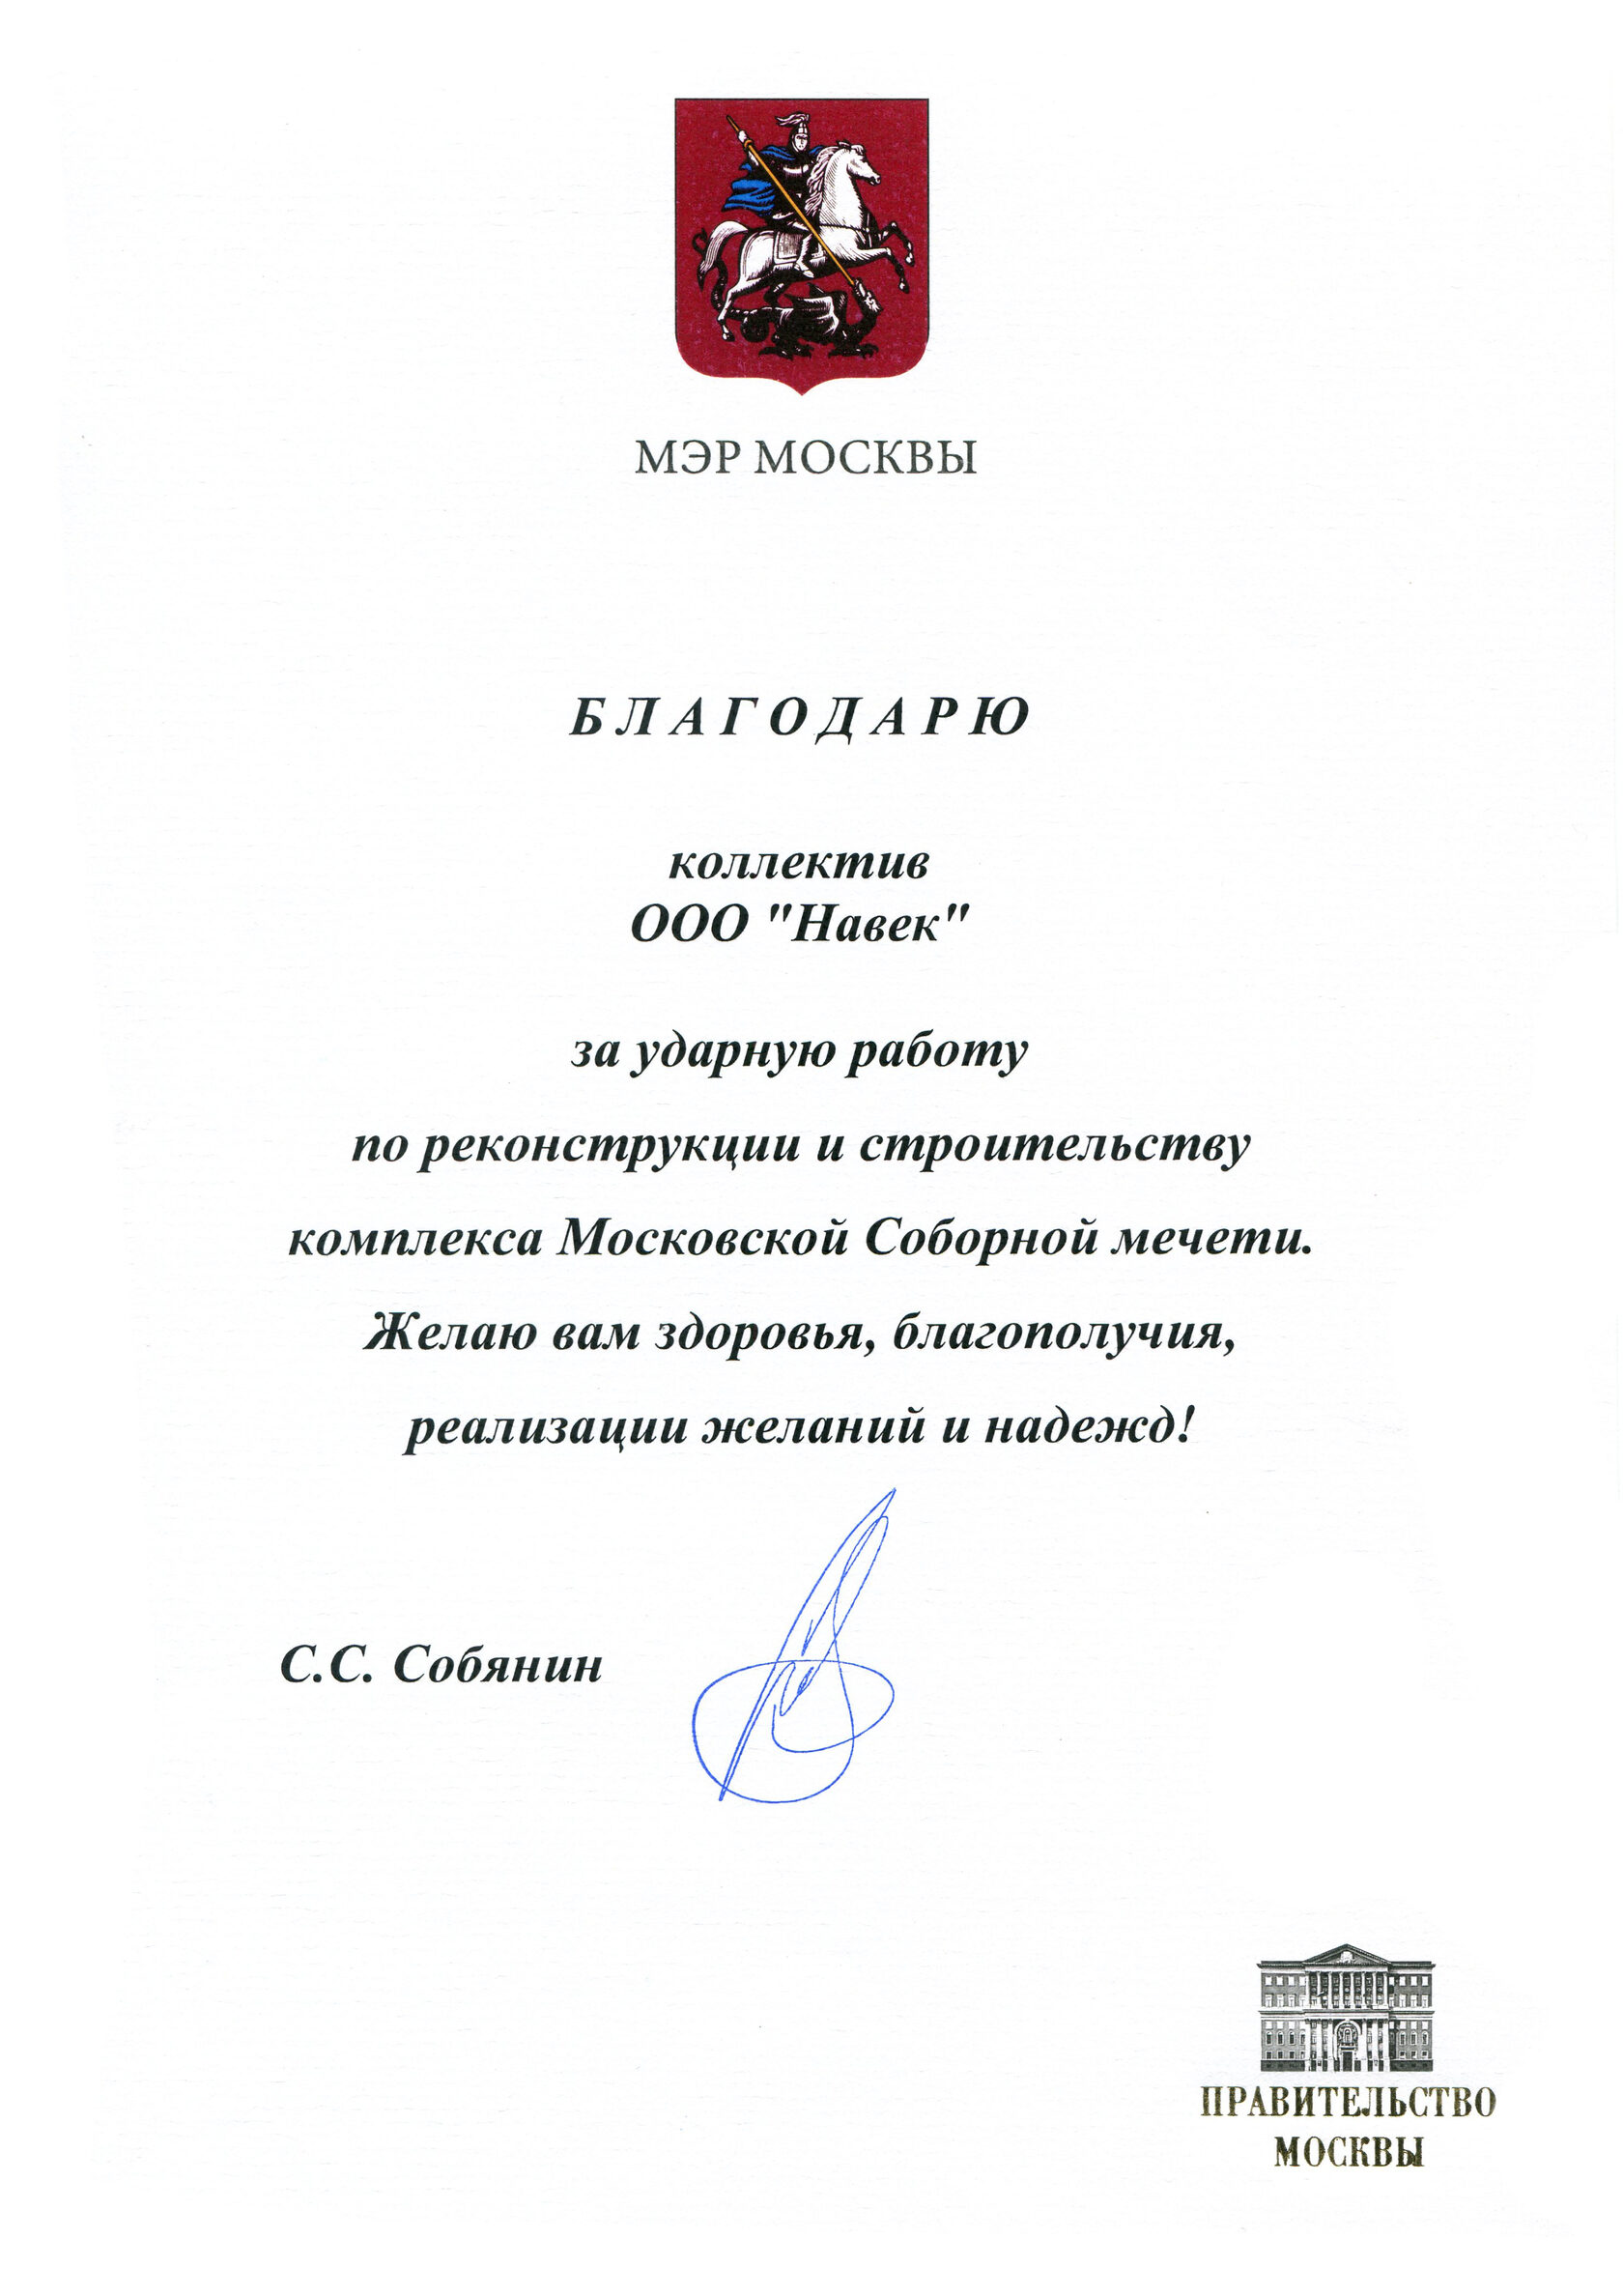 МЭР МОСКВЫ
БЛАГОДАРЮ
коллектив
ООО "Навек"
за ударную работу
по реконструкции и строительству
комплекса Московской Соборной мечети.
Желаю вам здоровья, благополучия,
реализации желаний и надежд!
С.С. Собянин
ПРАВИТЕЛЬСТВО
МОСКВЫ